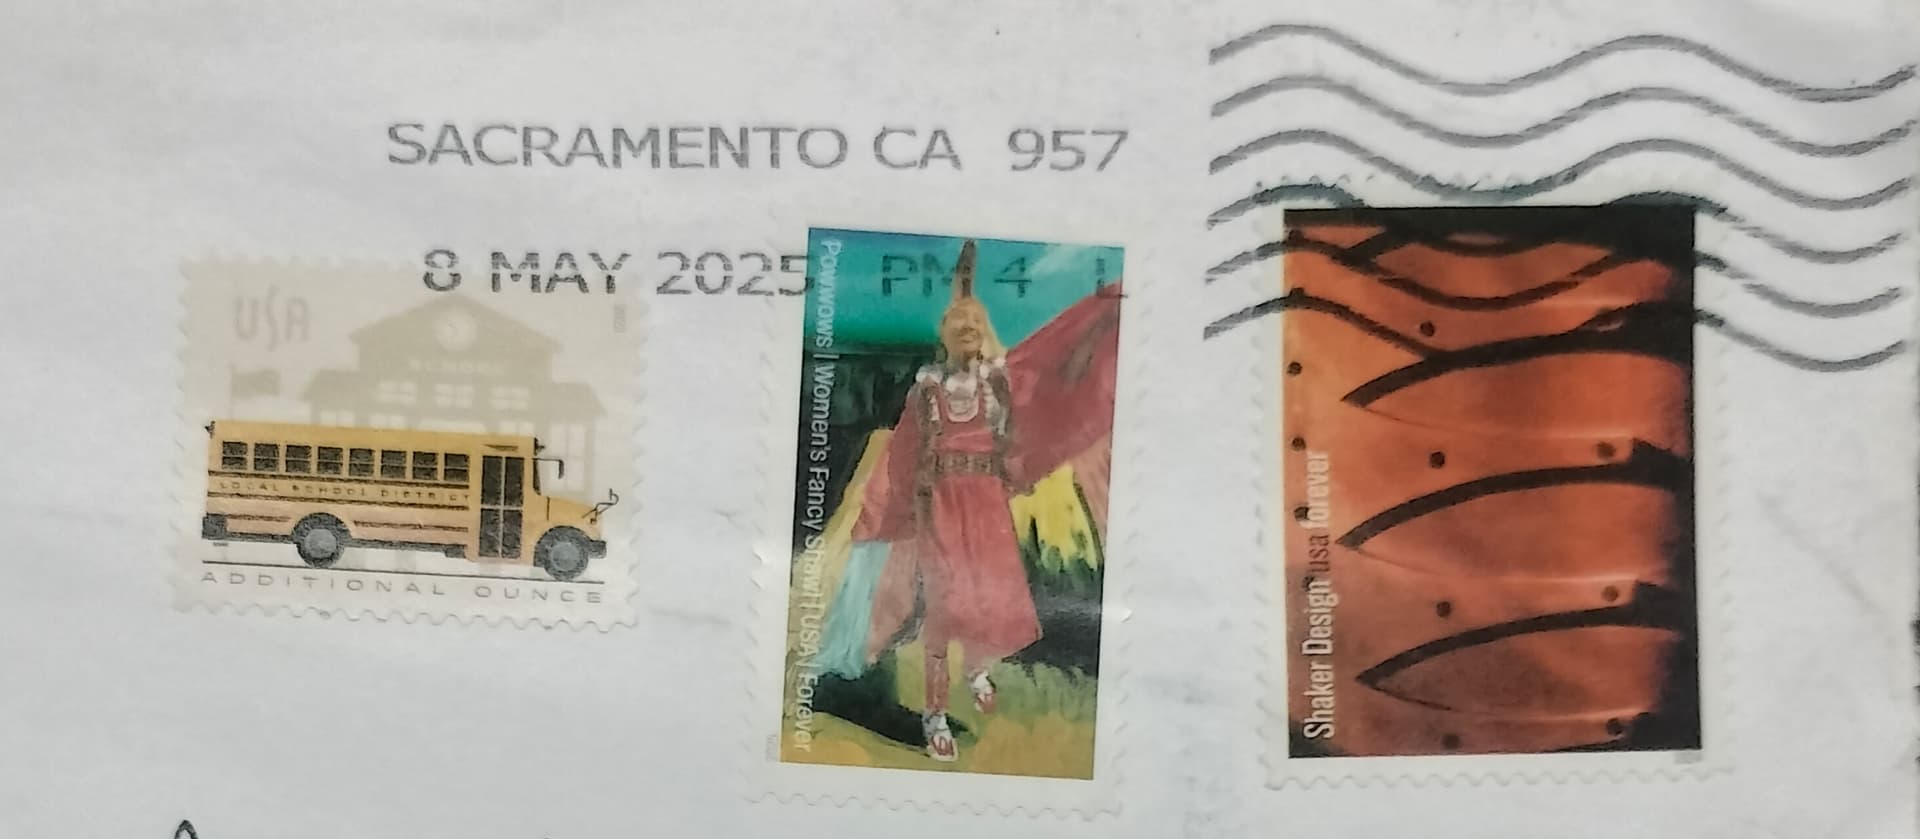 SACRAMENTO CA 957
8 MAY 2025 PM 4 L
USA
SCHOOL
LOCAL SCHOOL DISTRICT
ADDITIONAL OUNCE
Powwows | Women's Fancy Shawl | USA | Forever
Shaker Design usa forever